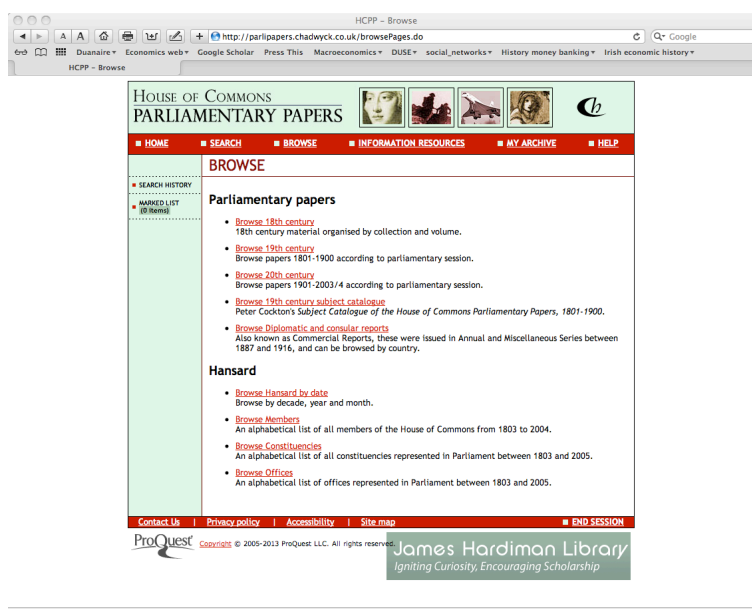 HCPP – Browse
A A + http://parlipapers.chadwyck.co.uk/browsePages.do Google
Duanaire Economics web Google Scholar Press This Macroeconomics DUSE social_networks History money banking Irish economic history
HCPP – Browse
HOUSE OF COMMONS
PARLIAMENTARY PAPERS
HOME SEARCH BROWSE INFORMATION RESOURCES MY ARCHIVE HELP
BROWSE
SEARCH HISTORY
MARKED LIST
(0 Items)
Parliamentary papers
• Browse 18th century
18th century material organised by collection and volume.
• Browse 19th century
Browse papers 1801-1900 according to parliamentary session.
• Browse 20th century
Browse papers 1901-2003/4 according to parliamentary session.
• Browse 19th century subject catalogue
Peter Cockton's Subject Catalogue of the House of Commons Parliamentary Papers, 1801-1900.
• Browse Diplomatic and consular reports
Also known as Commercial Reports, these were issued in Annual and Miscellaneous Series between
1887 and 1916, and can be browsed by country.
Hansard
• Browse Hansard by date
Browse by decade, year and month.
• Browse Members
An alphabetical list of all members of the House of Commons from 1803 to 2004.
• Browse Constituencies
An alphabetical list of all constituencies represented in Parliament between 1803 and 2005.
• Browse Offices
An alphabetical list of offices represented in Parliament between 1803 and 2005.
Contact Us | Privacy policy | Accessibility | Site map END SESSION
ProQuest Copyright © 2005-2013 ProQuest LLC. All rights reserved.
James Hardiman Library
Igniting Curiosity, Encouraging Scholarship